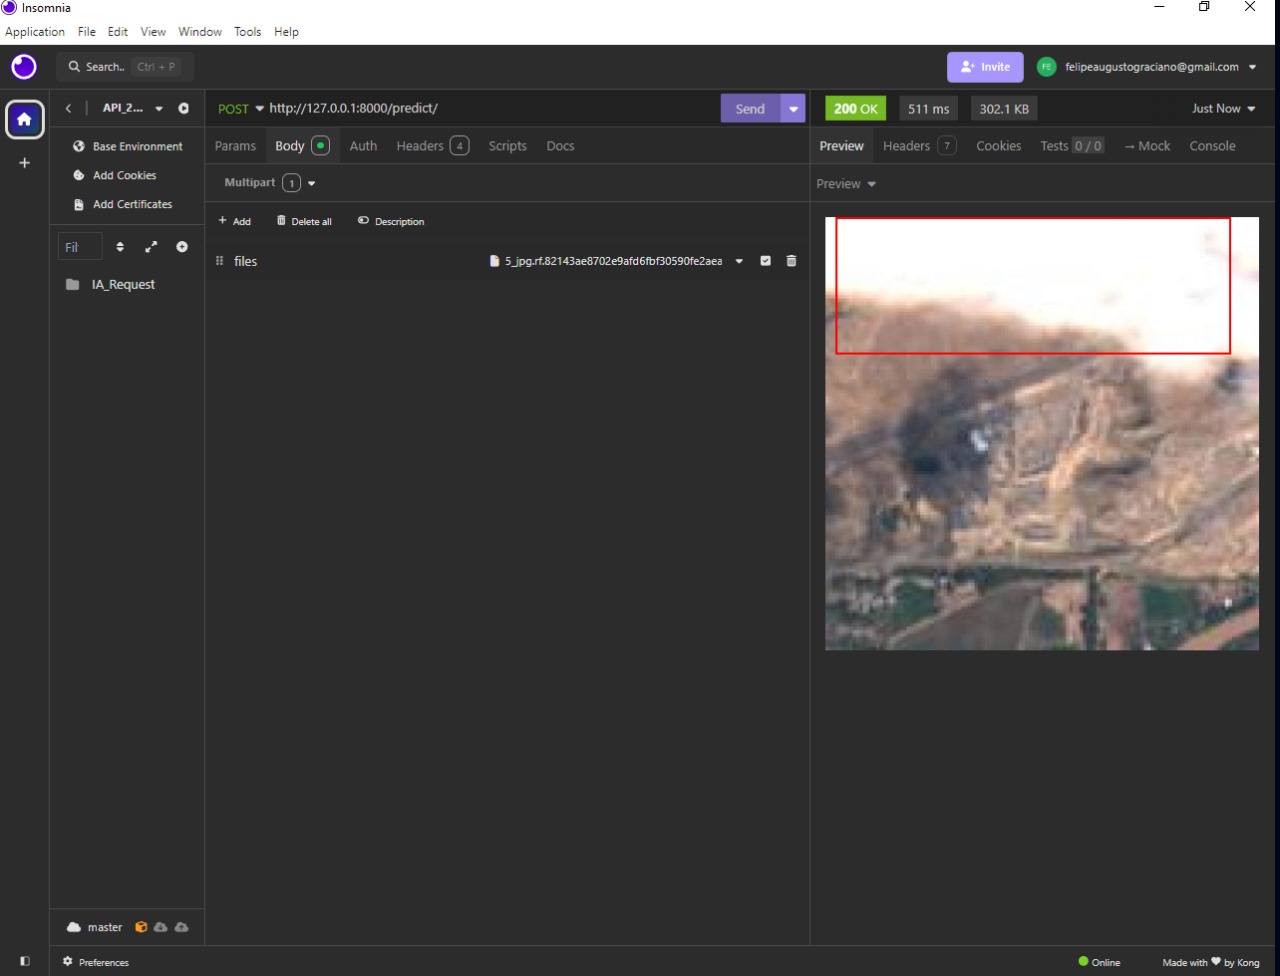 Insomnia
Application File Edit View Window Tools Help
Search.. Ctrl + P
Invite
FE felipeaugustograciano@gmail.com
API_2...
POST http://127.0.0.1:8000/predict/
Send
200 OK 511 ms 302.1 KB Just Now
Base Environment
Add Cookies
Add Certificates
Params Body Auth Headers 4 Scripts Docs
Preview Headers 7 Cookies Tests 0 / 0 → Mock Console
Multipart 1
Preview
+ Add Delete all Description
Fil
files 5_jpg.rf.82143ae8702e9afd6fbf30590fe2aea
IA_Request
master
Preferences
Online Made with ♥ by Kong